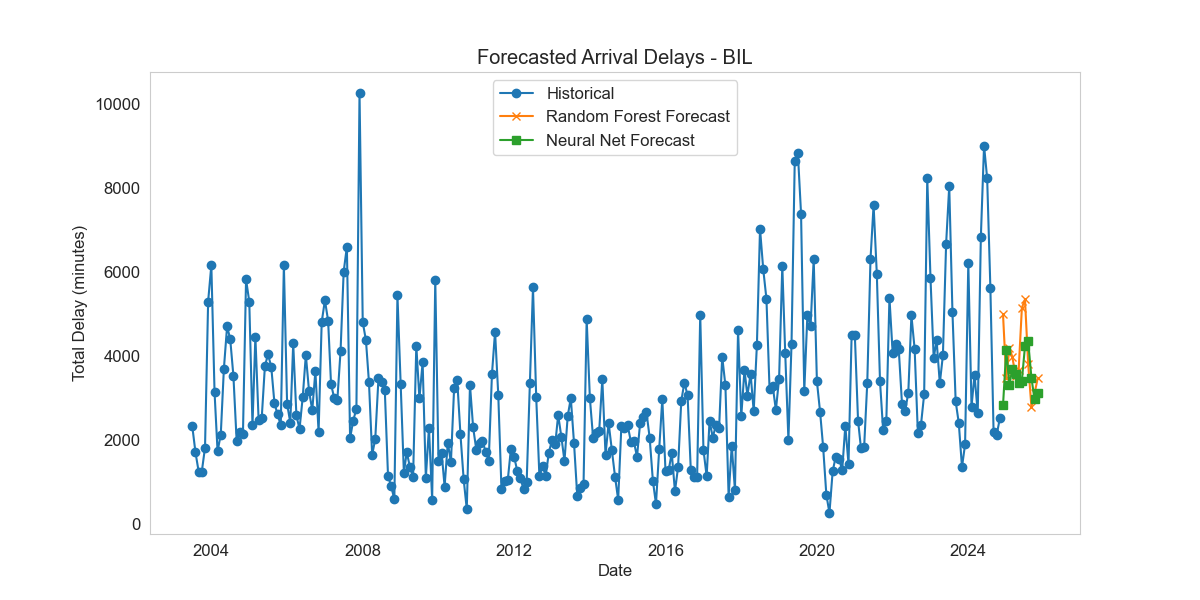 Forecasted Arrival Delays - BIL
Historical
Random Forest Forecast
Neural Net Forecast
Total Delay (minutes)
10000
8000
6000
4000
2000
0
2004 2008 2012 2016 2020 2024
Date